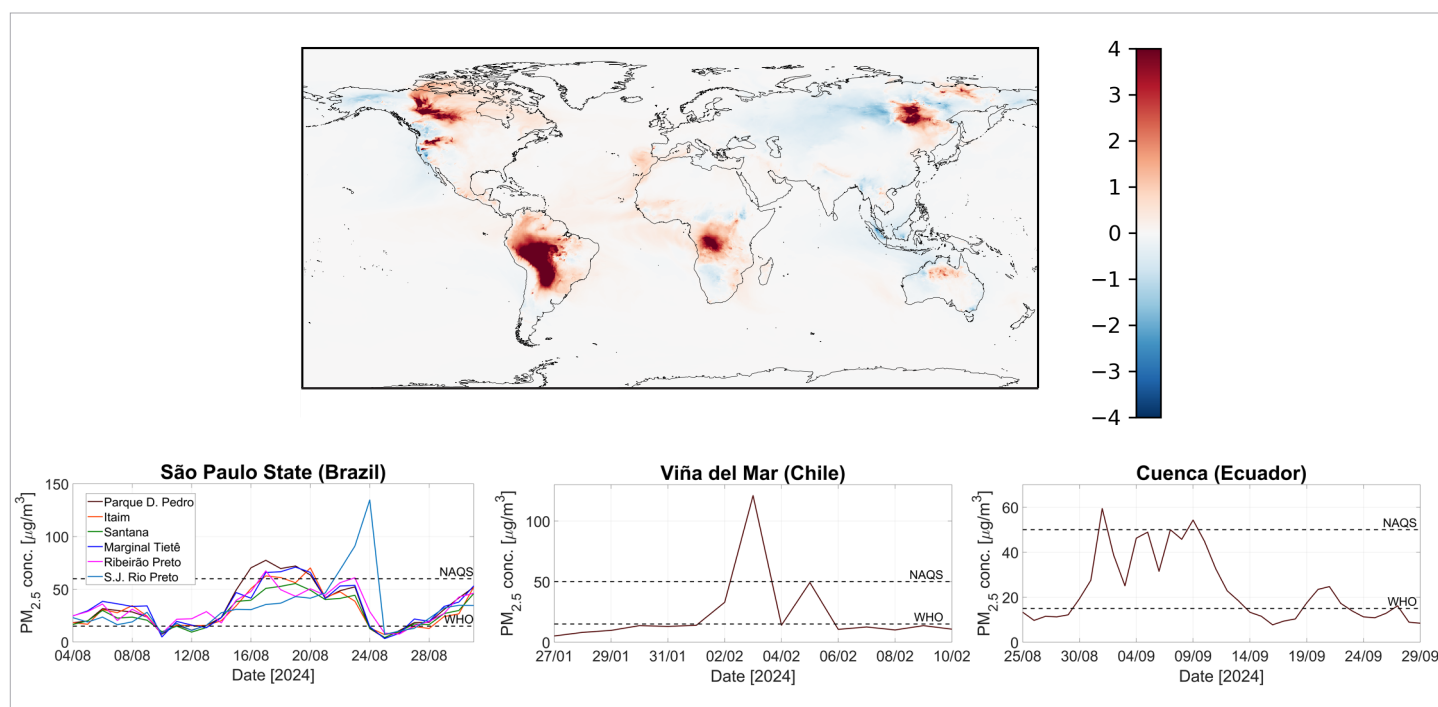 4
3
2
1
0
−1
−2
−3
−4
São Paulo State (Brazil)
150
100
50
0
PM2.5 conc. [µg/m3]
Parque D. Pedro
Itaim
Santana
Marginal Tietê
Ribeirão Preto
S.J. Rio Preto
NAQS
WHO
04/08 08/08 12/08 16/08 20/08 24/08 28/08
Date [2024]
Viña del Mar (Chile)
100
50
0
PM2.5 conc. [µg/m3]
NAQS
WHO
27/01 29/01 31/01 02/02 04/02 06/02 08/02 10/02
Date [2024]
Cuenca (Ecuador)
60
40
20
0
PM2.5 conc. [µg/m3]
NAQS
WHO
25/08 30/08 04/09 09/09 14/09 19/09 24/09 29/09
Date [2024]